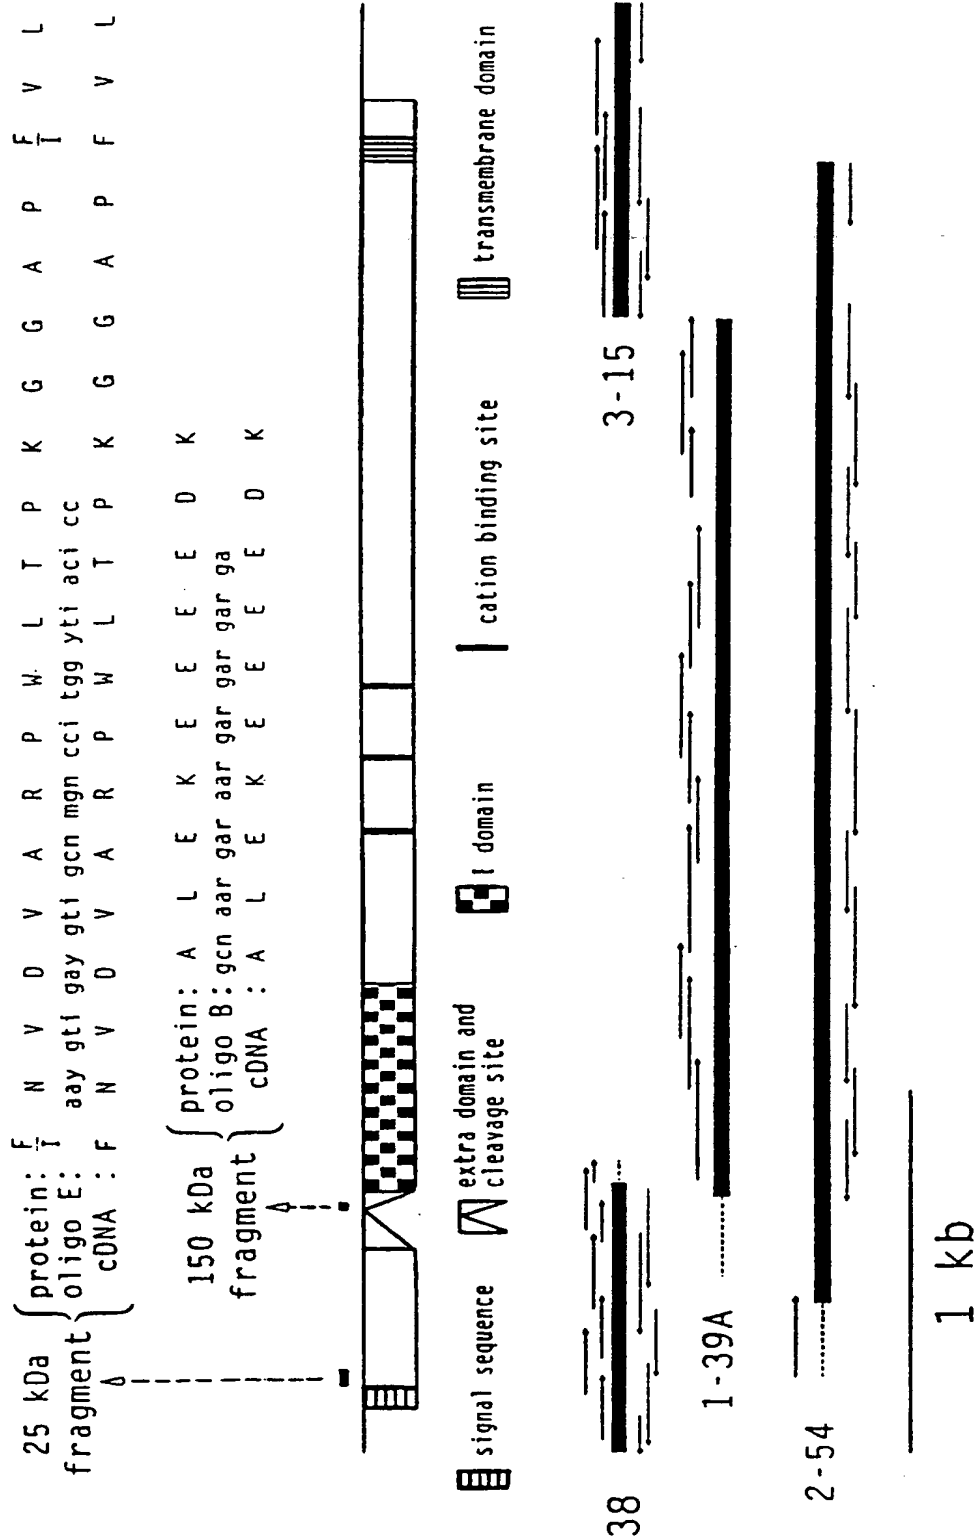 25 kDa
fragment
protein: F/I N V D V A R P W L T P K G G A P F/I V L
oligo E: aay gti gay gti gcn mgn cci tgg yti aci cc
cDNA : F N V D V A R P W L T P K G G A P F V L
150 kDa
fragment
protein: A L E K E E E D K
oligo B: gcn aar gar aar gar gar gar ga
cDNA : A L E K E E E E D K
signal sequence
extra domain and
cleavage site
I domain
cation binding site
transmembrane domain
38
3-15
1-39A
2-54
1 kb